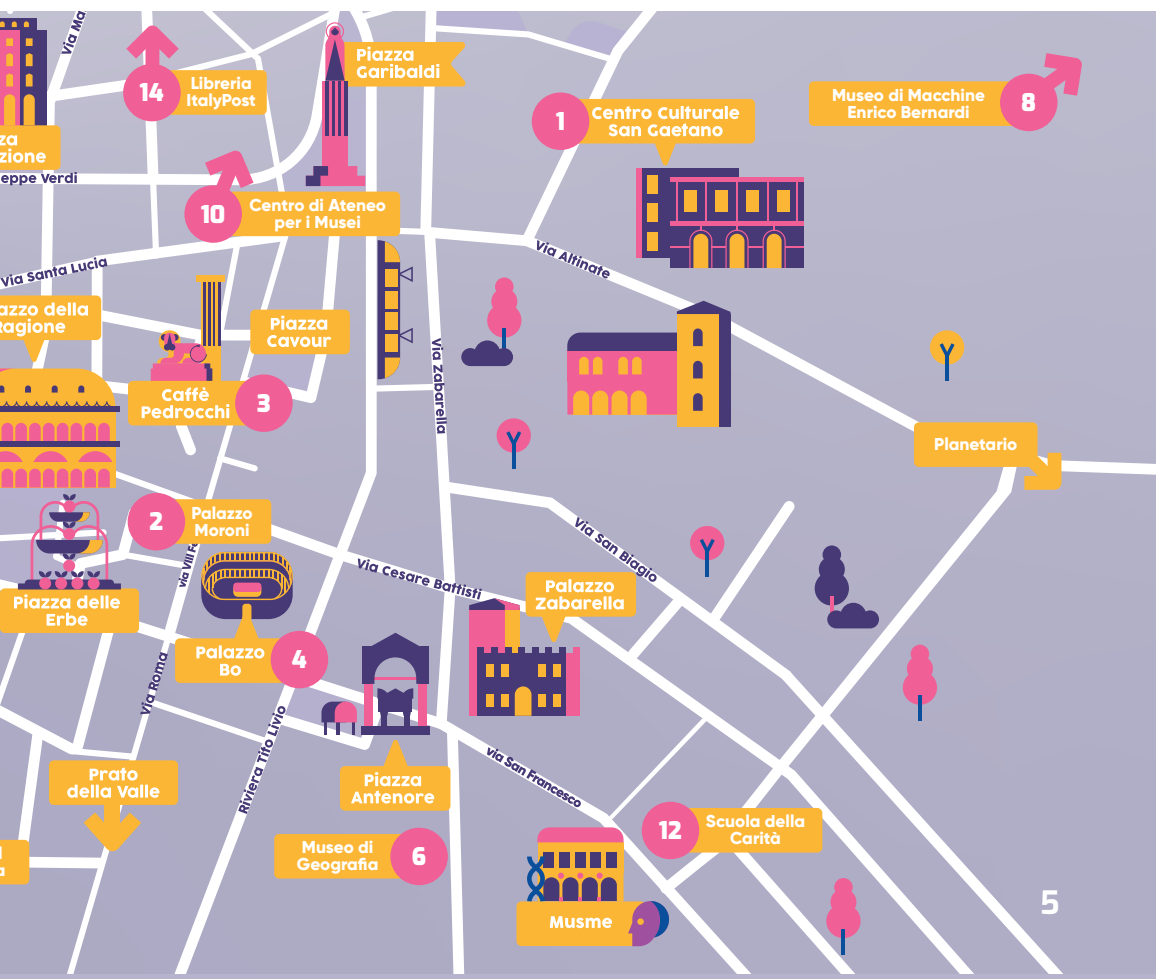 Via Ma
Piazza
Garibaldi
14
Libreria
ItalyPost
1
Centro Culturale
San Gaetano
Museo di Macchine
Enrico Bernardi
8
za
zione
eppe Verdi
10
Centro di Ateneo
per i Musei
Via Altinate
Via Santa Lucia
azzo della
agione
Piazza
Cavour
Via Zabarella
Caffè
Pedrocchi
3
Planetario
2
Palazzo
Moroni
via VIII Fe
Via San Biagio
Via Cesare Battisti
Palazzo
Zabarella
Piazza delle
Erbe
Palazzo
Bo
4
Via Roma
Riviera Tito Livio
via San Francesco
Prato
della Valle
Piazza
Antenore
12
Scuola della
Carità
Museo di
Geografia
6
a
Musme
5